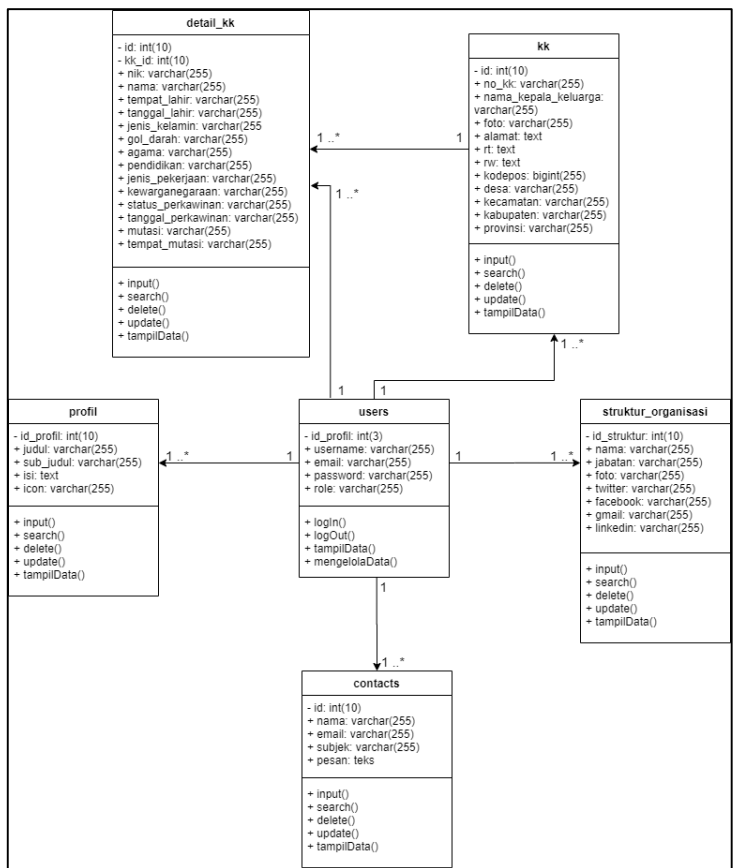 detail_kk
- id: int(10)
- kk_id: int(10)
+ nik: varchar(255)
+ nama: varchar(255)
+ tempat_lahir: varchar(255)
+ tanggal_lahir: varchar(255)
+ jenis_kelamin: varchar(255
+ gol_darah: varchar(255)
+ agama: varchar(255)
+ pendidikan: varchar(255)
+ jenis_pekerjaan: varchar(255)
+ kewarganegaraan: varchar(255)
+ status_perkawinan: varchar(255)
+ tanggal_perkawinan: varchar(255)
+ mutasi: varchar(255)
+ tempat_mutasi: varchar(255)
+ input()
+ search()
+ delete()
+ update()
+ tampilData()
kk
- id: int(10)
+ no_kk: varchar(255)
+ nama_kepala_keluarga:
varchar(255)
+ foto: varchar(255)
+ alamat: text
+ rt: text
+ rw: text
+ kodepos: bigint(255)
+ desa: varchar(255)
+ kecamatan: varchar(255)
+ kabupaten: varchar(255)
+ provinsi: varchar(255)
+ input()
+ search()
+ delete()
+ update()
+ tampilData()
1 ..*
1
1 ..*
1
1 ..*
1
profil
- id_profil: int(10)
+ judul: varchar(255)
+ sub_judul: varchar(255)
+ isi: text
+ icon: varchar(255)
+ input()
+ search()
+ delete()
+ update()
+ tampilData()
1 ..*
1
users
- id_profil: int(3)
+ username: varchar(255)
+ email: varchar(255)
+ password: varchar(255)
+ role: varchar(255)
+ logIn()
+ logOut()
+ tampilData()
+ mengelolaData()
1
1 ..*
struktur_organisasi
- id_struktur: int(10)
+ nama: varchar(255)
+ jabatan: varchar(255)
+ foto: varchar(255)
+ twitter: varchar(255)
+ facebook: varchar(255)
+ gmail: varchar(255)
+ linkedin: varchar(255)
+ input()
+ search()
+ delete()
+ update()
+ tampilData()
1
1 ..*
contacts
- id: int(10)
+ nama: varchar(255)
+ email: varchar(255)
+ subjek: varchar(255)
+ pesan: teks
+ input()
+ search()
+ delete()
+ update()
+ tampilData()